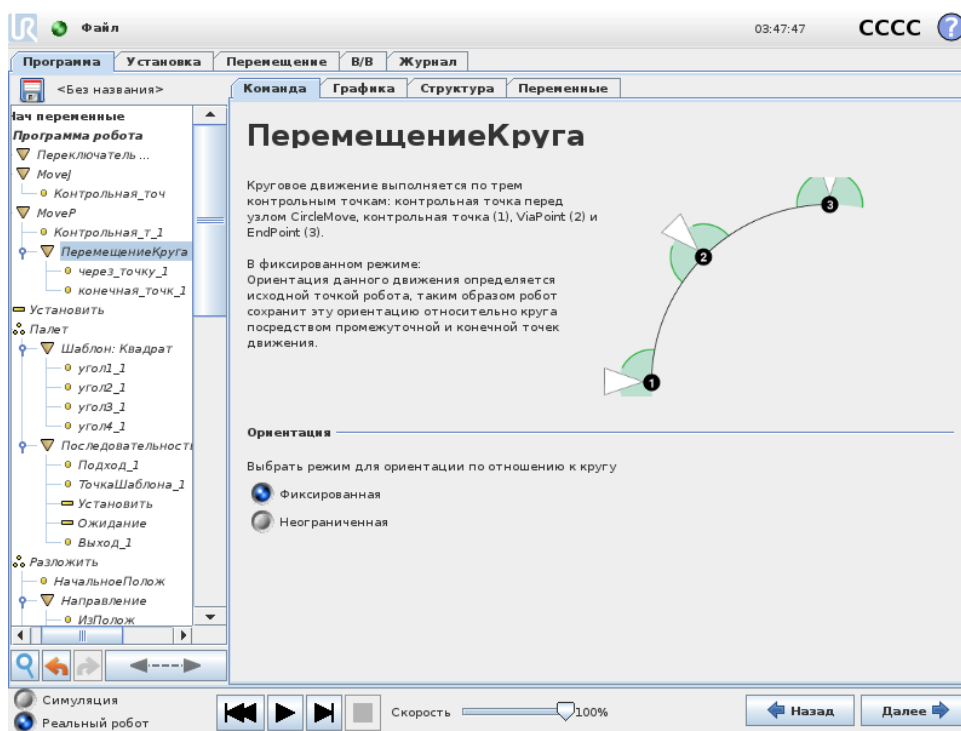 UR Файл 03:47:47 CCCC ?
Программа Установка Перемещение В/В Журнал
<Без названия> Команда Графика Структура Переменные
Программа робота
Переключатель ...
MoveJ
Контрольная_точ
MoveP
Контрольная_т_1
ПеремещениеКруга
через_точку_1
конечная_точк_1
Установить
Палет
Шаблон: Квадрат
угол1_1
угол2_1
угол3_1
угол4_1
Последовательност
Подход_1
ТочкаШаблона_1
Установить
Ожидание
Выход_1
Разложить
НачальноеПолож
Направление
ИзПолож
ПеремещениеКруга
Круговое движение выполняется по трем
контрольным точкам: контрольная точка перед
узлом CircleMove, контрольная точка (1), ViaPoint (2) и
EndPoint (3).
В фиксированном режиме:
Ориентация данного движения определяется
исходной точкой робота, таким образом робот
сохранит эту ориентацию относительно круга
посредством промежуточной и конечной точек
движения.
3
2
1
Ориентация
Выбрать режим для ориентации по отношению к кругу
Фиксированная
Неограниченная
Симуляция
Реальный робот
Скорость 100%
Назад Далее